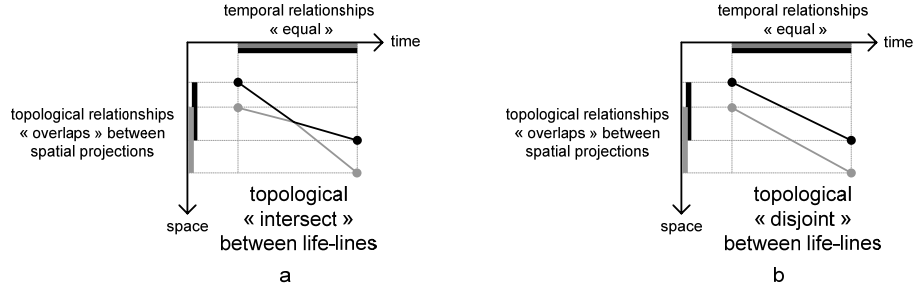 temporal relationships
« equal »
time
topological relationships
« overlaps » between
spatial projections
space
topological
« intersect »
between life-lines
a
temporal relationships
« equal »
time
topological relationships
« overlaps » between
spatial projections
space
topological
« disjoint »
between life-lines
b